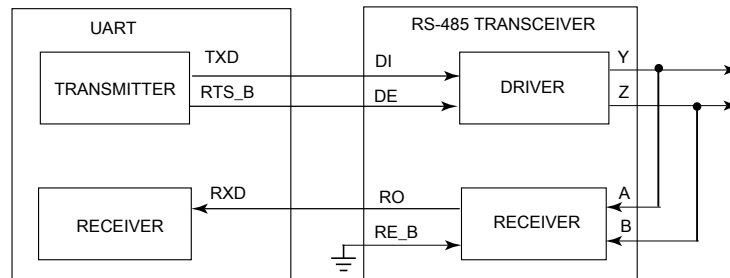 UART
RS-485 TRANSCEIVER
TXD
DI
Y
TRANSMITTER
DRIVER
RTS_B
DE
Z
RXD
RO
A
RECEIVER
RECEIVER
RE_B
B